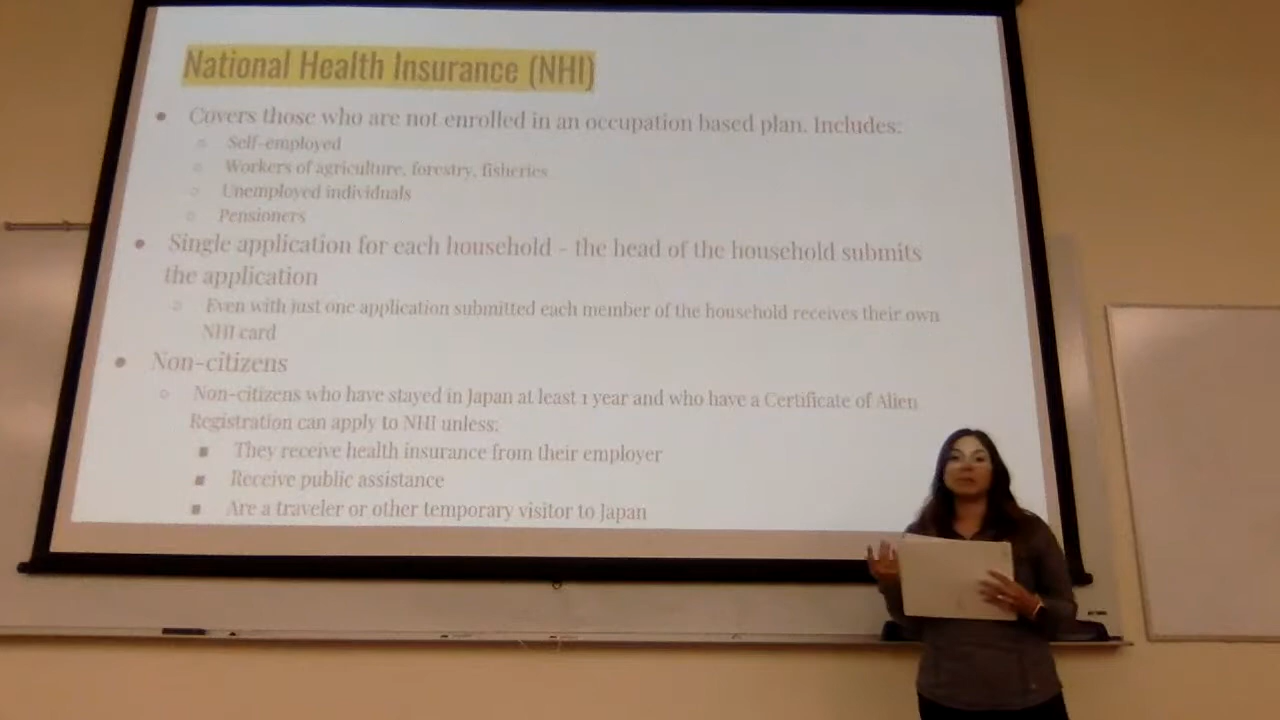 National Health Insurance (NHI)
● Covers those who are not enrolled in an occupation based plan. Includes:
○ Self-employed
○ Workers of agriculture, forestry, fisheries
○ Unemployed individuals
○ Pensioners
● Single application for each household - the head of the household submits
the application
○ Even with just one application submitted each member of the household receives their own
NHI card
● Non-citizens
○ Non-citizens who have stayed in Japan at least 1 year and who have a Certificate of Alien
Registration can apply to NHI unless:
■ They receive health insurance from their employer
■ Receive public assistance
■ Are a traveler or other temporary visitor to Japan